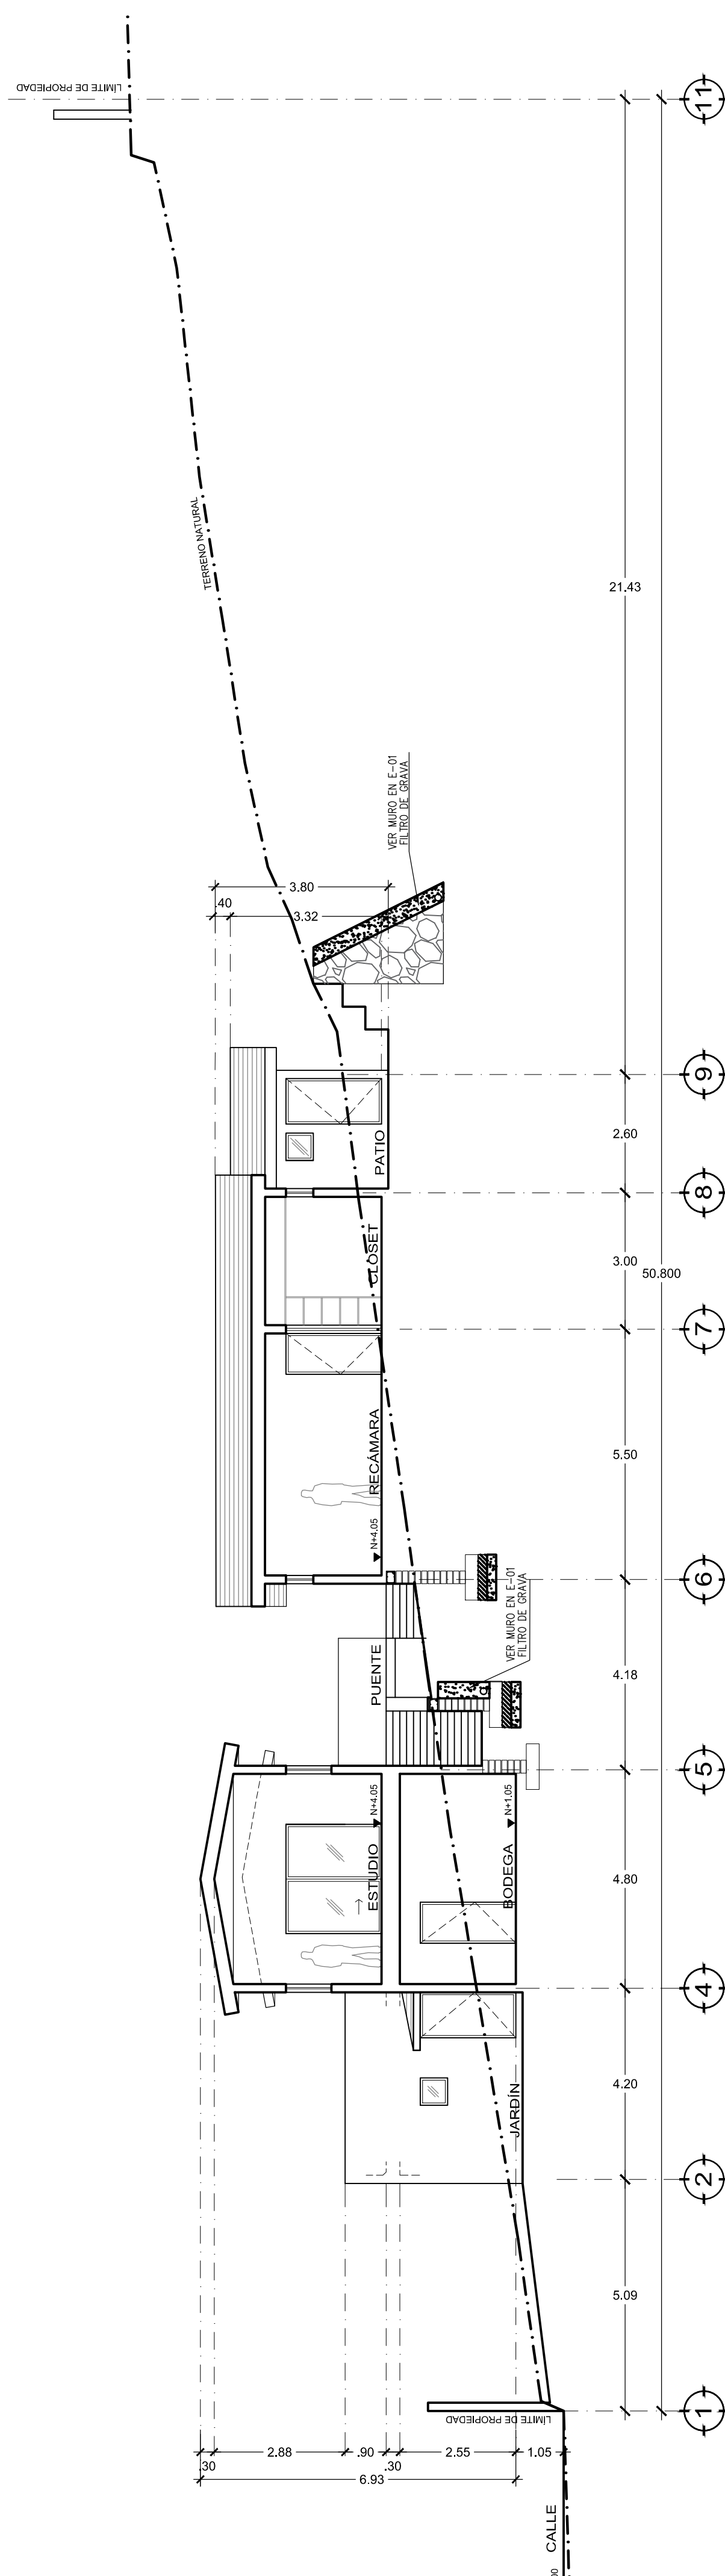 LÍMITE DE PROPIEDAD
11
TERRENO NATURAL
21.43
VER MURO EN E-01
FILTRO DE GRAVA
3.80
.40
3.32
9
2.60
PATIO
8
CLOSET
3.00
50.800
7
RECÁMARA
5.50
N+4.05
6
VER MURO EN E-01
FILTRO DE GRAVA
PUENTE
4.18
5
N+4.05
N+1.05
ESTUDIO
BODEGA
4.80
4
4.20
JARDÍN
2
5.09
1
LÍMITE DE PROPIEDAD
.30
2.88
.90
.30
2.55
1.05
6.93
CALLE